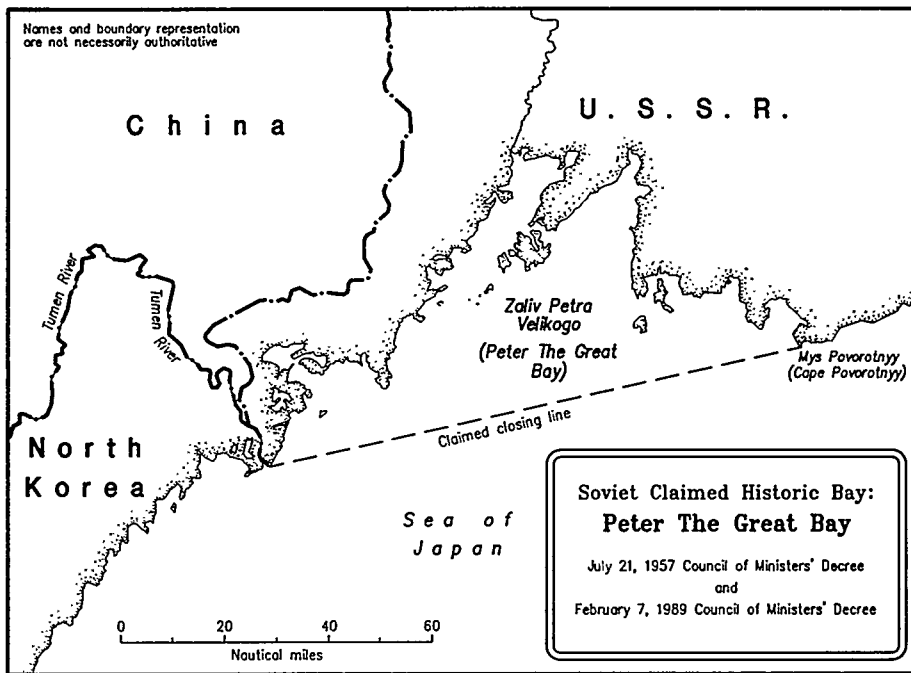 Names and boundary representation
are not necessarily authoritative
China
U.S.S.R.
Tumen River
Tumen River
Zaliv Petra
Velikogo
(Peter The Great
Bay)
Mys Povorotnyy
(Cape Povorotnyy)
Claimed closing line
North
Korea
Sea of
Japan
Soviet Claimed Historic Bay:
Peter The Great Bay
July 21, 1957 Council of Ministers' Decree
and
February 7, 1989 Council of Ministers' Decree
0 20 40 60
Nautical miles